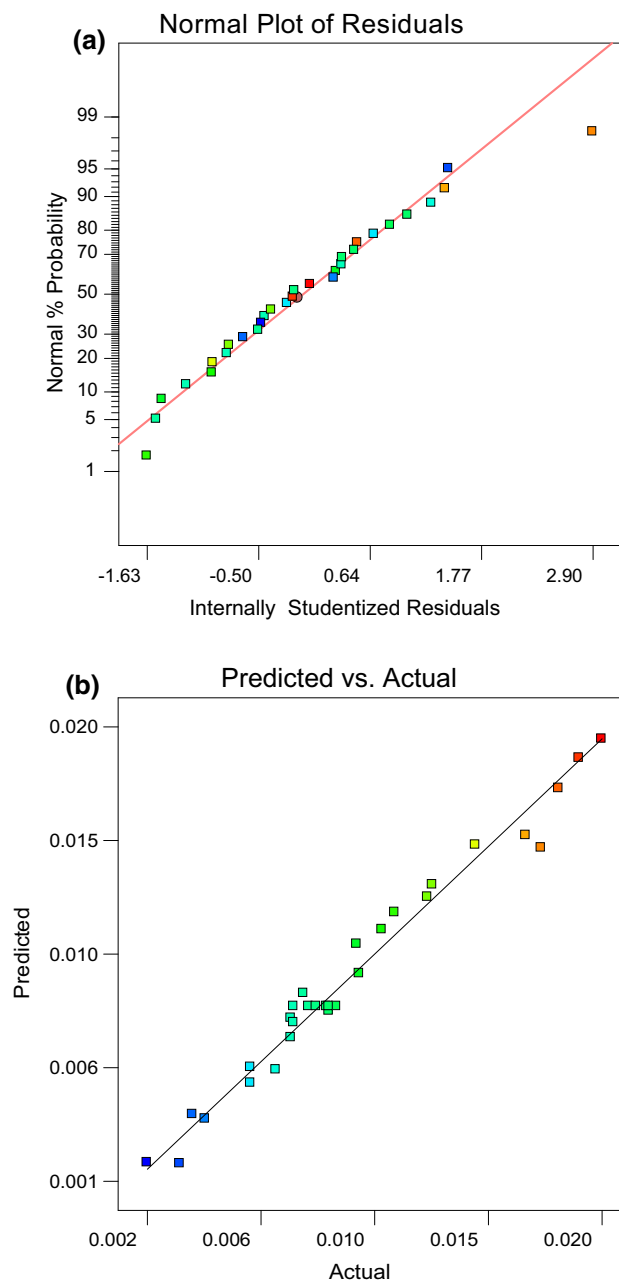 (a) Normal Plot of Residuals
99
95
90
80
70
50
30
20
10
5
1
Normal % Probability
-1.63 -0.50 0.64 1.77 2.90
Internally Studentized Residuals
(b) Predicted vs. Actual
0.020
0.015
0.010
0.006
0.001
Predicted
0.002 0.006 0.010 0.015 0.020
Actual